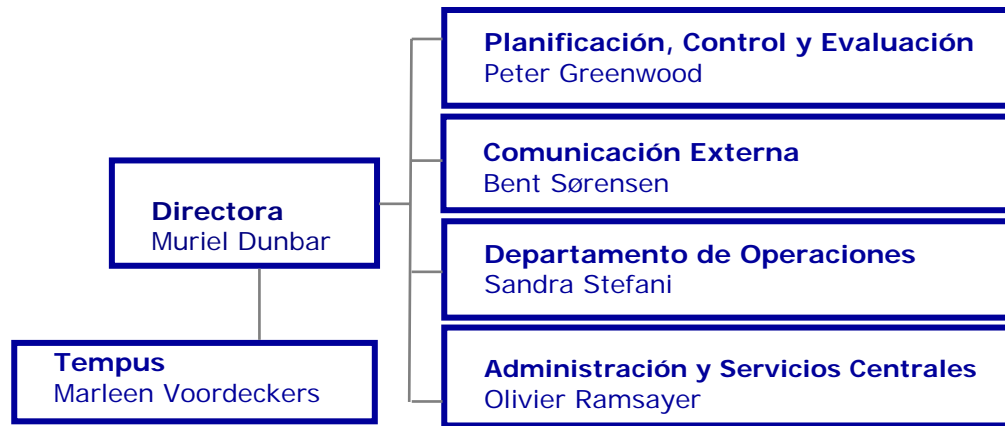 Planificación, Control y Evaluación
Peter Greenwood
Comunicación Externa
Bent Sørensen
Directora
Muriel Dunbar
Departamento de Operaciones
Sandra Stefani
Tempus
Marleen Voordeckers
Administración y Servicios Centrales
Olivier Ramsayer